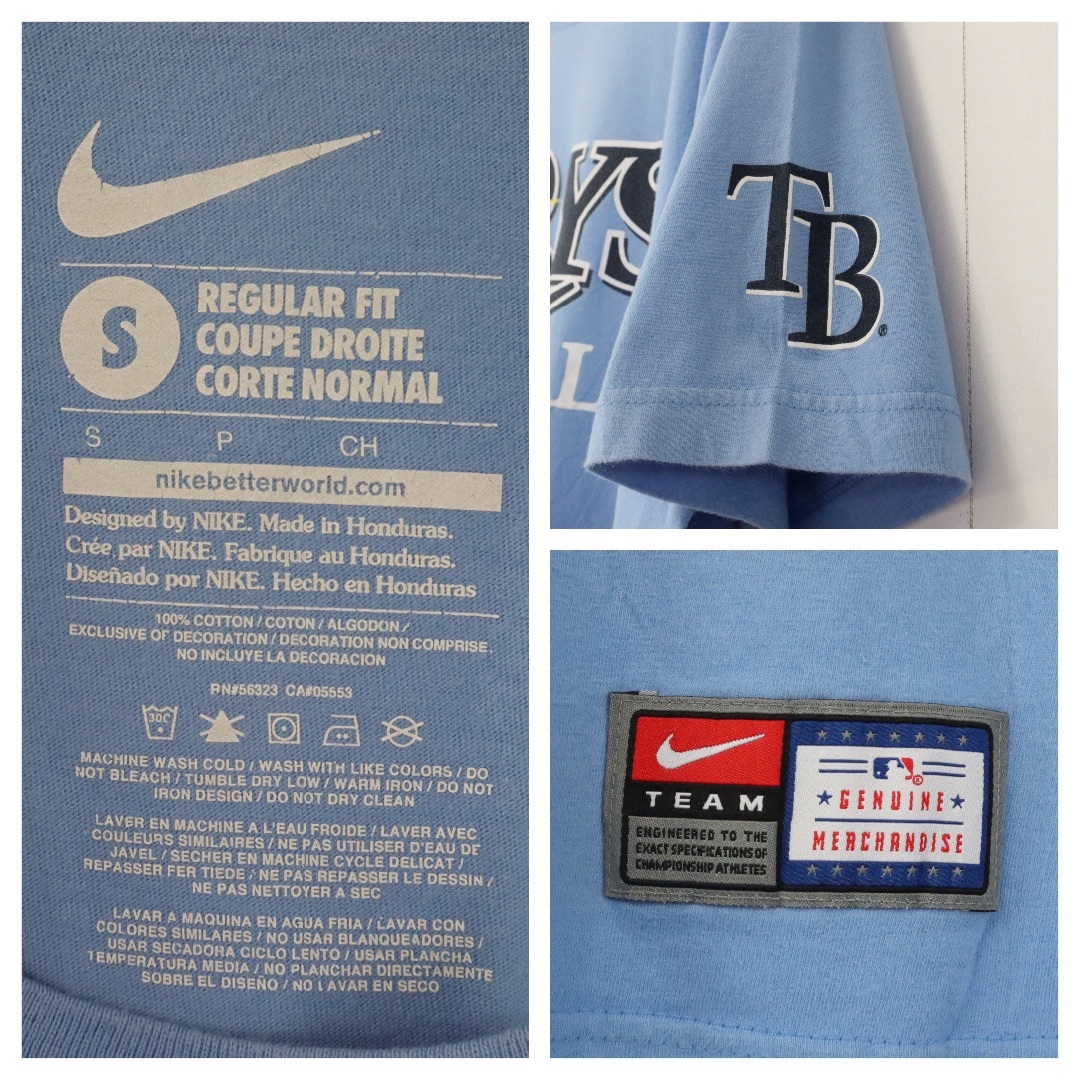 S
REGULAR FIT
COUPE DROITE
CORTE NORMAL
S P CH
nikebetterworld.com
Designed by NIKE. Made in Honduras.
Crée par NIKE. Fabrique au Honduras.
Diseñado por NIKE. Hecho en Honduras
100% COTTON / COTON / ALGODON /
EXCLUSIVE OF DECORATION / DECORATION NON COMPRISE.
NO INCLUYE LA DECORACION
RN#56323 CA#05553
30C
MACHINE WASH COLD / WASH WITH LIKE COLORS / DO
NOT BLEACH / TUMBLE DRY LOW / WARM IRON / DO NOT
IRON DESIGN / DO NOT DRY CLEAN
LAVER EN MACHINE A L'EAU FROIDE / LAVER AVEC
COULEURS SIMILAIRES / NE PAS UTILISER D'EAU DE
JAVEL / SECHER EN MACHINE CYCLE DELICAT /
REPASSER FER TIEDE / NE PAS REPASSER LE DESSIN /
NE PAS NETTOYER A SEC
LAVAR A MAQUINA EN AGUA FRIA / LAVAR CON
COLORES SIMILARES / NO USAR BLANQUEADORES /
USAR SECADORA CICLO LENTO / USAR PLANCHA
TEMPERATURA MEDIA / NO PLANCHAR DIRECTAMENTE
SOBRE EL DISEÑO / NO LAVAR EN SECO
YS
L
TB®
TEAM
ENGINEERED TO THE
EXACT SPECIFICATIONS OF
CHAMPIONSHIP ATHLETES
GENUINE
MERCHANDISE